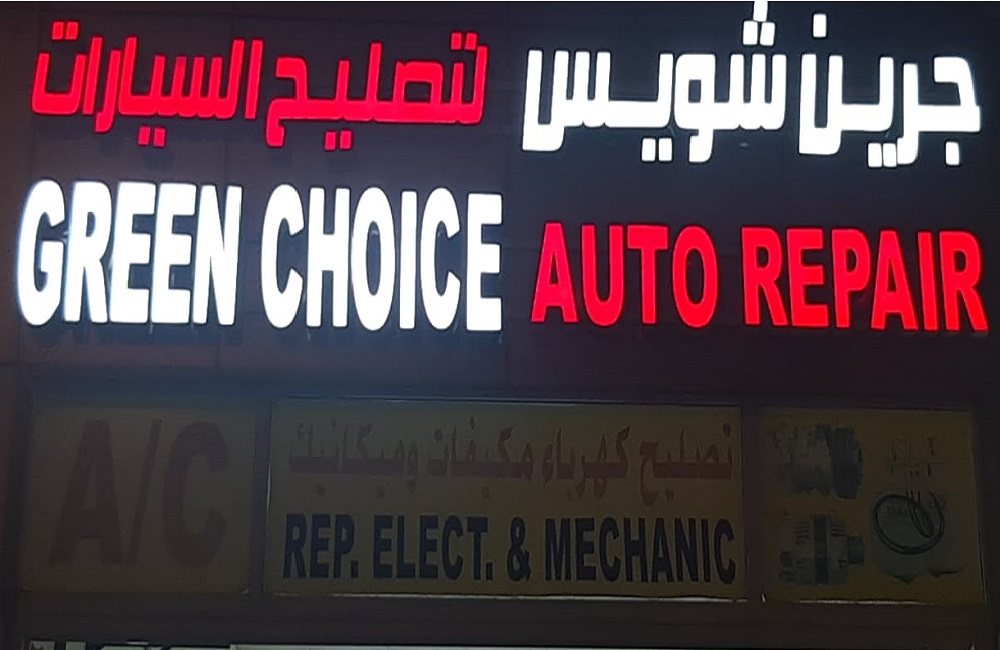 جرين شويس لتصليح السيارات
GREEN CHOICE AUTO REPAIR
A/C
تصليح كهرباء مكيفات وميكانيك
REP. ELECT. & MECHANIC